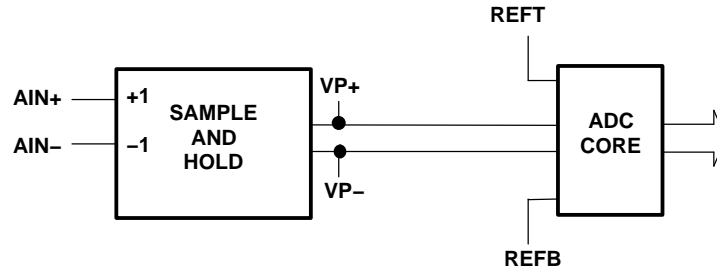 REFT
AIN+
AIN−
+1
−1
SAMPLE
AND
HOLD
VP+
VP−
ADC
CORE
REFB